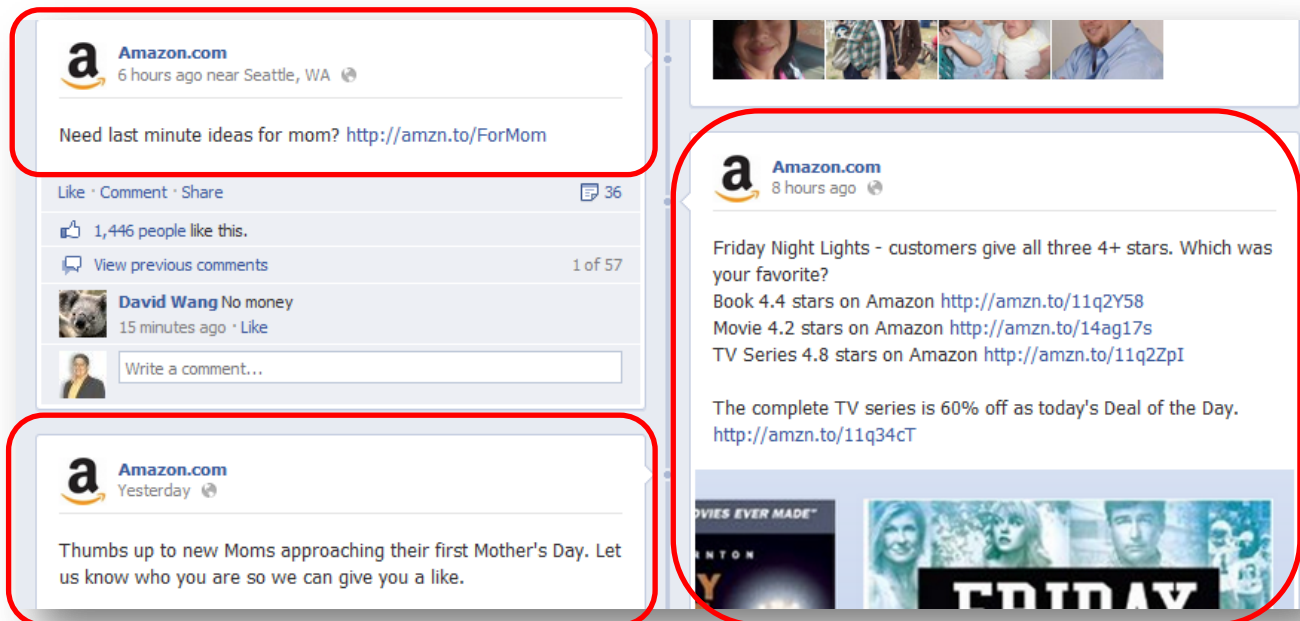 Amazon.com
6 hours ago near Seattle, WA
Need last minute ideas for mom? http://amzn.to/ForMom
Like · Comment · Share 36
1,446 people like this.
View previous comments 1 of 57
David Wang No money
15 minutes ago · Like
Write a comment...
Amazon.com
Yesterday
Thumbs up to new Moms approaching their first Mother's Day. Let
us know who you are so we can give you a like.
Amazon.com
8 hours ago
Friday Night Lights - customers give all three 4+ stars. Which was
your favorite?
Book 4.4 stars on Amazon http://amzn.to/11q2Y58
Movie 4.2 stars on Amazon http://amzn.to/14ag17s
TV Series 4.8 stars on Amazon http://amzn.to/11q2ZpI
The complete TV series is 60% off as today's Deal of the Day.
http://amzn.to/11q34cT
OVIES EVER MADE"
NTON
Y
FRIDAY